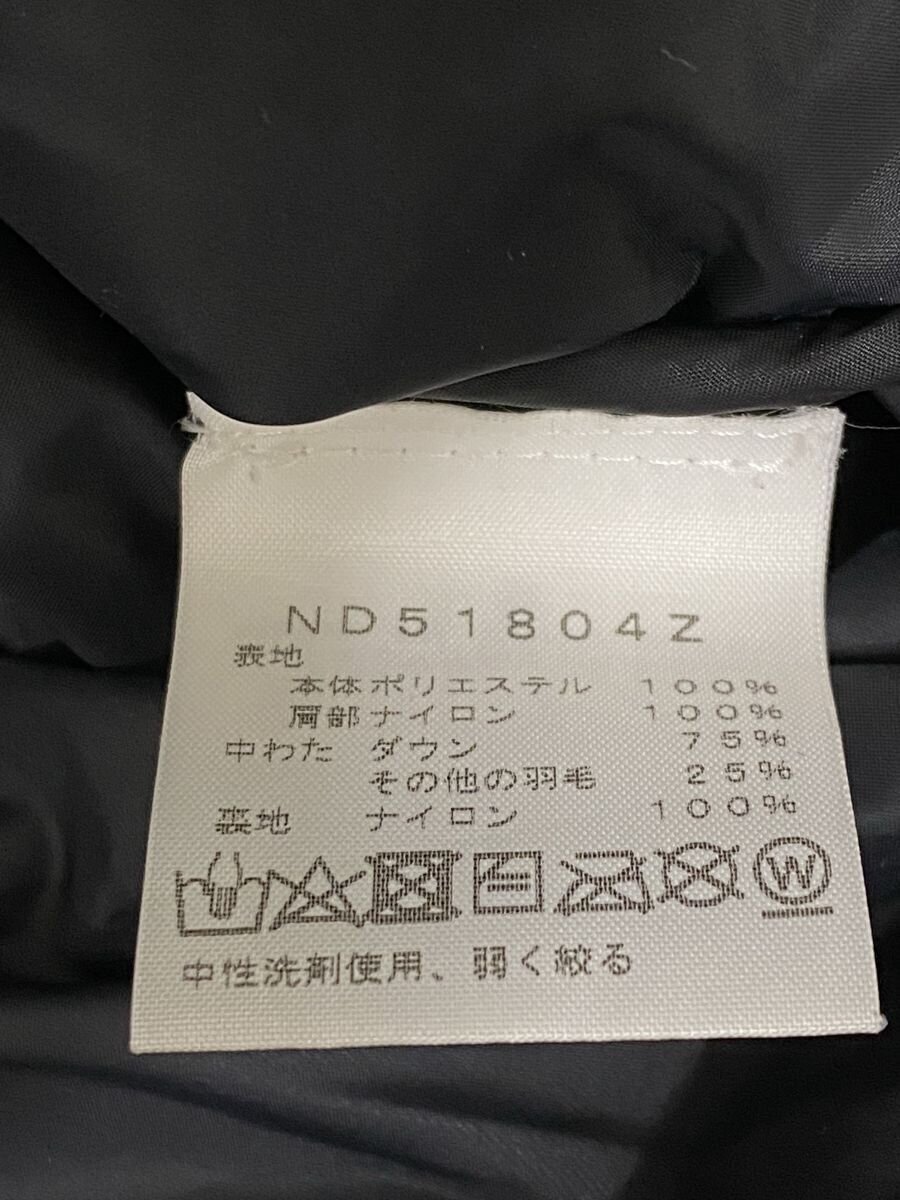 ND51804Z
表地
本体ポリエステル 100%
肩部ナイロン 100%
中わた ダウン 75%
その他の羽毛 25%
裏地 ナイロン 100%
W
中性洗剤使用、弱く絞る